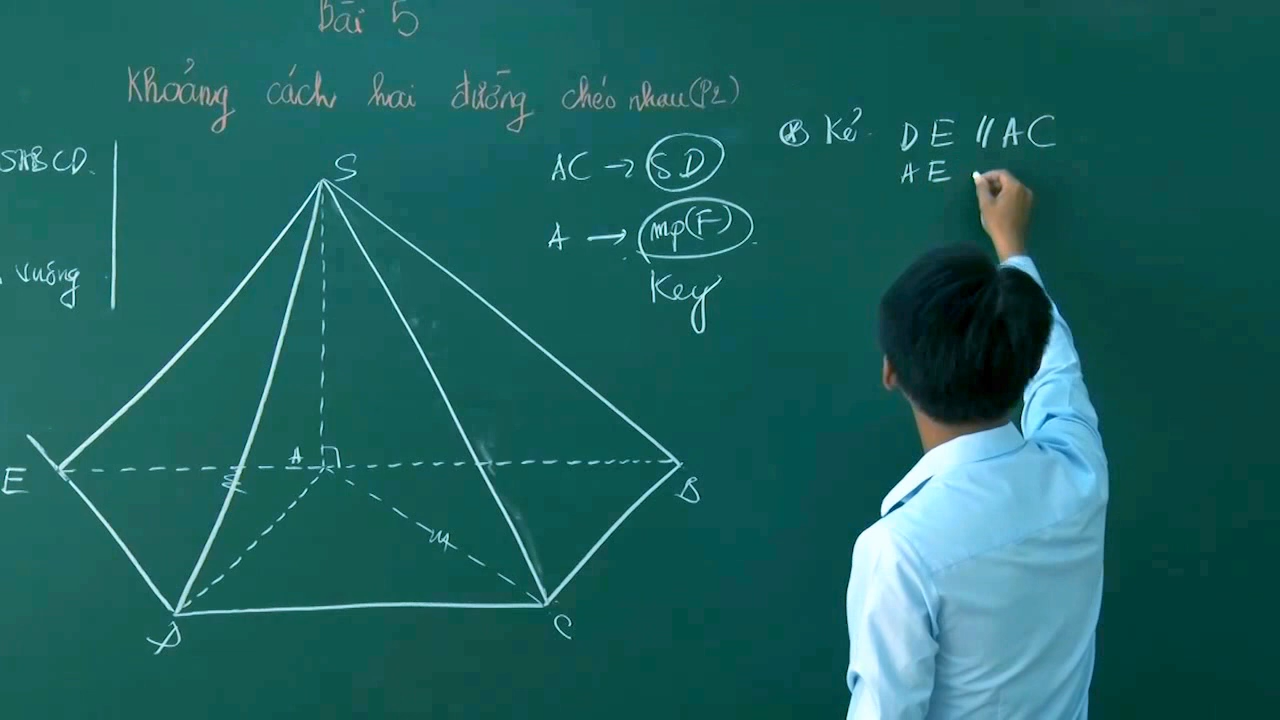 Bài 5
Khoảng cách hai đường chéo nhau (P2)
SABCD.
vuông
AC → SD
A → mp(F)
Key
Kẻ DE // AC
AE
S
A
E
B
D
C